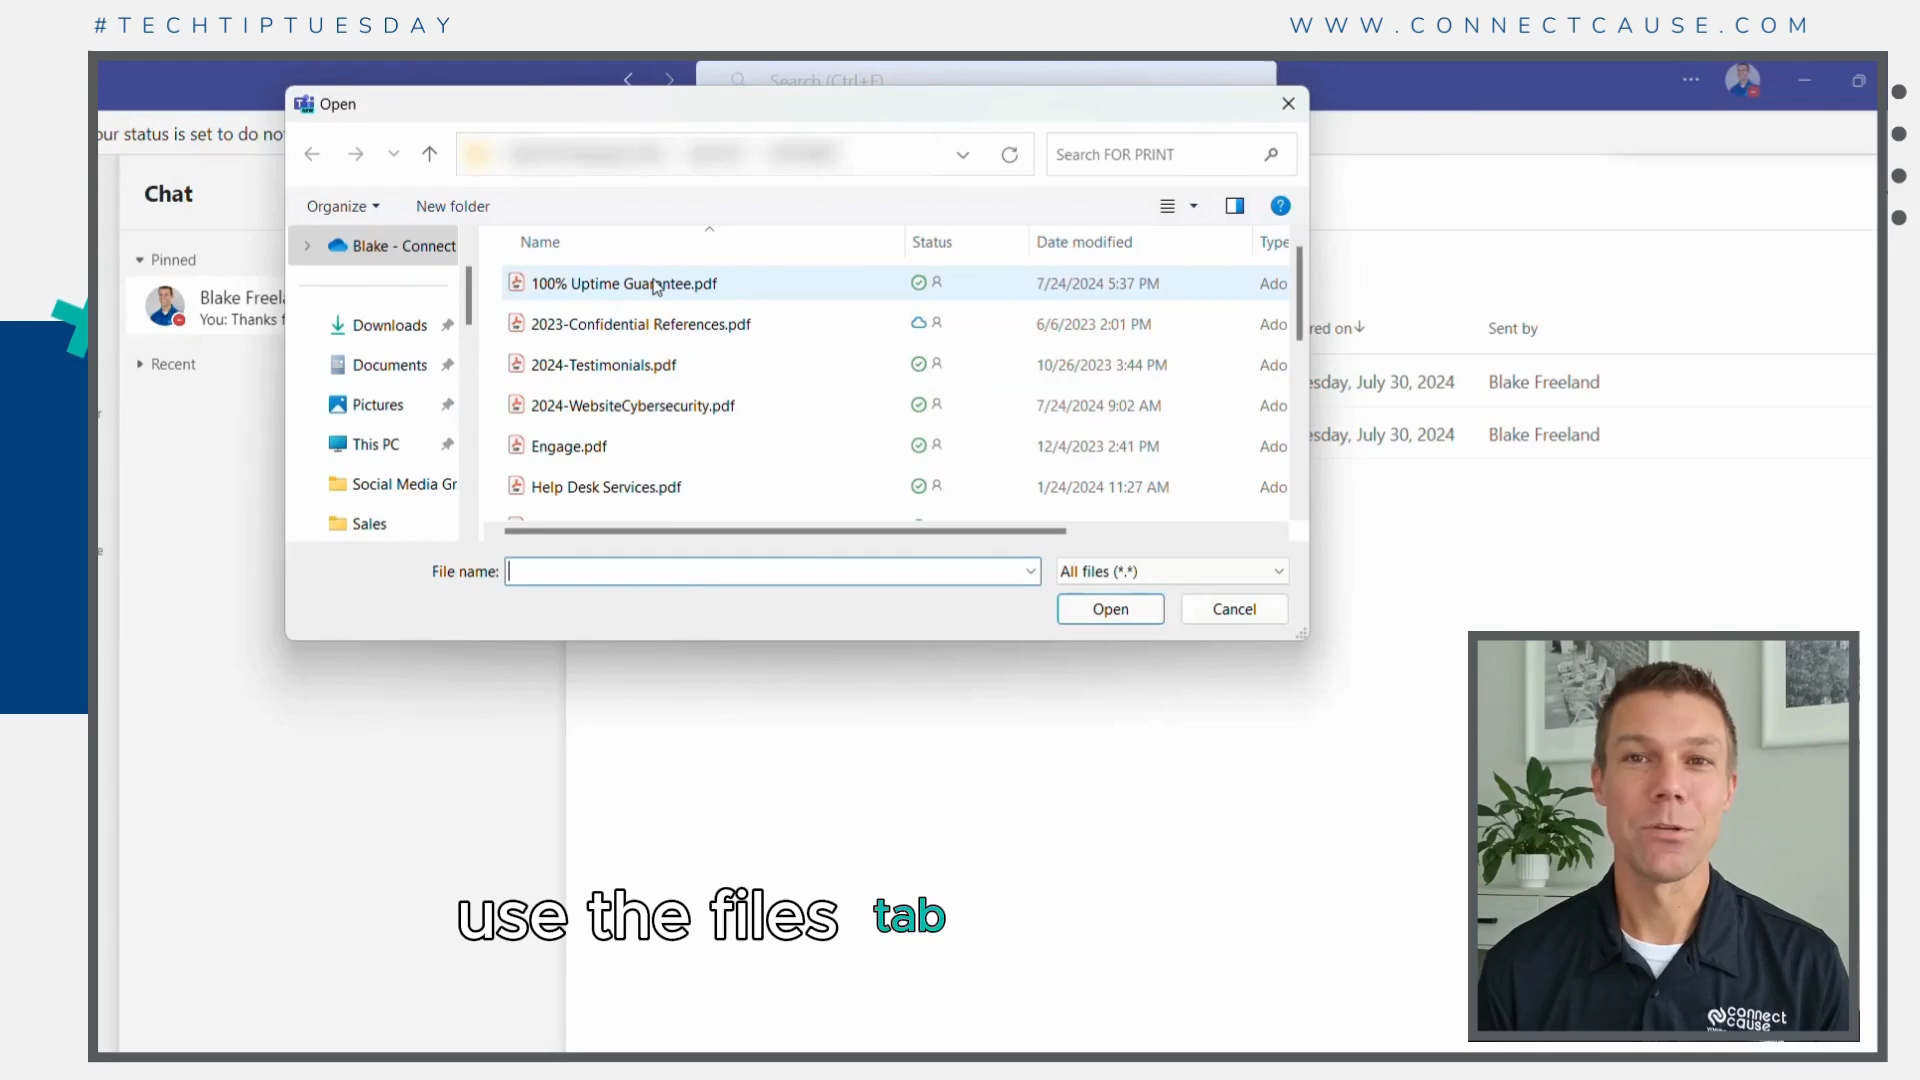 #TECHTIPTUESDAY
WWW.CONNECTCAUSE.COM
Search (Ctrl+F)
Open
our status is set to do no
Search FOR PRINT
Chat
Organize
New folder
Blake - Connect
Name
Status
Date modified
Type
Pinned
100% Uptime Guarantee.pdf
7/24/2024 5:37 PM
Ado
Blake Freel
You: Thanks f
Downloads
2023-Confidential References.pdf
6/6/2023 2:01 PM
Ado
red on
Sent by
Recent
Documents
2024-Testimonials.pdf
10/26/2023 3:44 PM
Ado
esday, July 30, 2024
Blake Freeland
Pictures
2024-WebsiteCybersecurity.pdf
7/24/2024 9:02 AM
Ado
This PC
Engage.pdf
12/4/2023 2:41 PM
Ado
esday, July 30, 2024
Blake Freeland
Social Media Gr
Help Desk Services.pdf
1/24/2024 11:27 AM
Ado
Sales
File name:
All files (*.*)
Open
Cancel
use the files tab
connect
cause